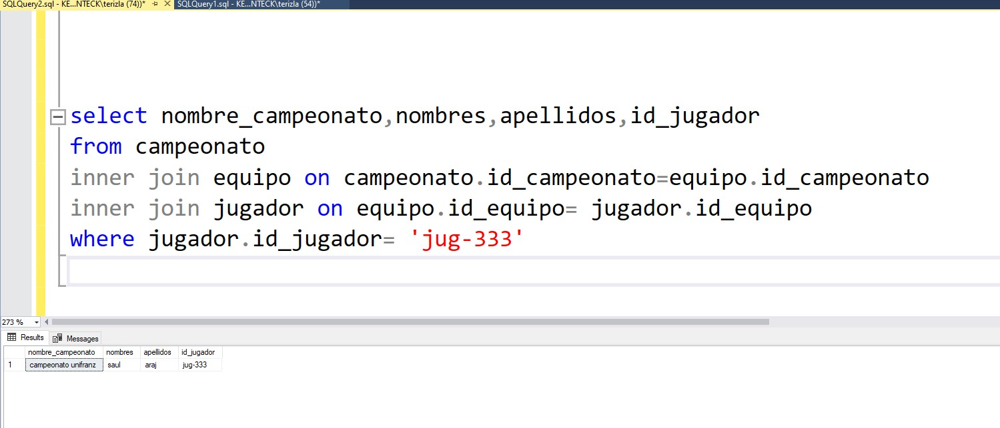 SQLQuery2.sql - KE...NTECK\terizla (74))* SQLQuery1.sql - KE...NTECK\terizla (54))*
select nombre_campeonato,nombres,apellidos,id_jugador
from campeonato
inner join equipo on campeonato.id_campeonato=equipo.id_campeonato
inner join jugador on equipo.id_equipo= jugador.id_equipo
where jugador.id_jugador= 'jug-333'
273 %
Results Messages
nombre_campeonato nombres apellidos id_jugador
1 campeonato unifranz saul araj jug-333